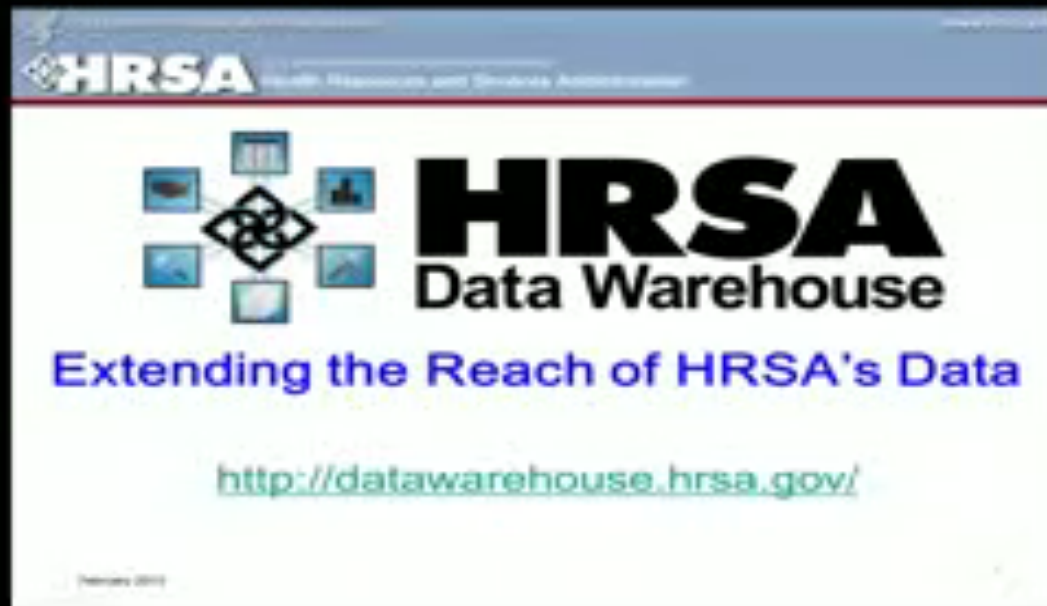 HRSA
Health Resources and Services Administration
HRSA
Data Warehouse
Extending the Reach of HRSA's Data
http://datawarehouse.hrsa.gov/
February